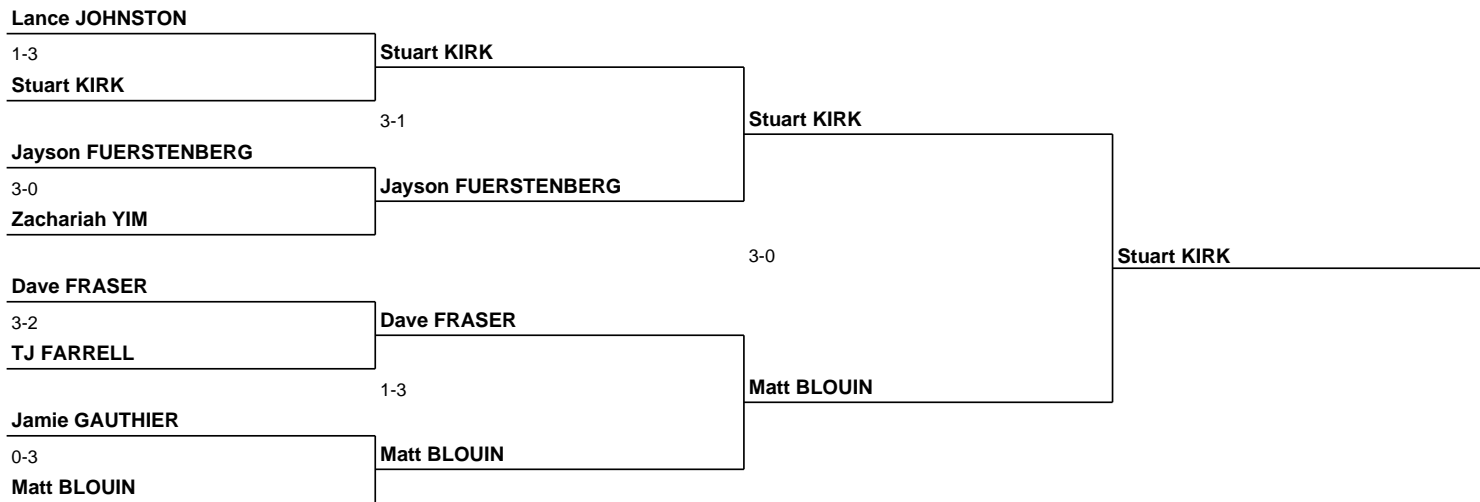 Lance JOHNSTON
1-3
Stuart KIRK
Stuart KIRK
3-1
Stuart KIRK
Jayson FUERSTENBERG
3-0
Jayson FUERSTENBERG
Zachariah YIM
3-0
Stuart KIRK
Dave FRASER
3-2
Dave FRASER
TJ FARRELL
1-3
Matt BLOUIN
Jamie GAUTHIER
0-3
Matt BLOUIN
Matt BLOUIN